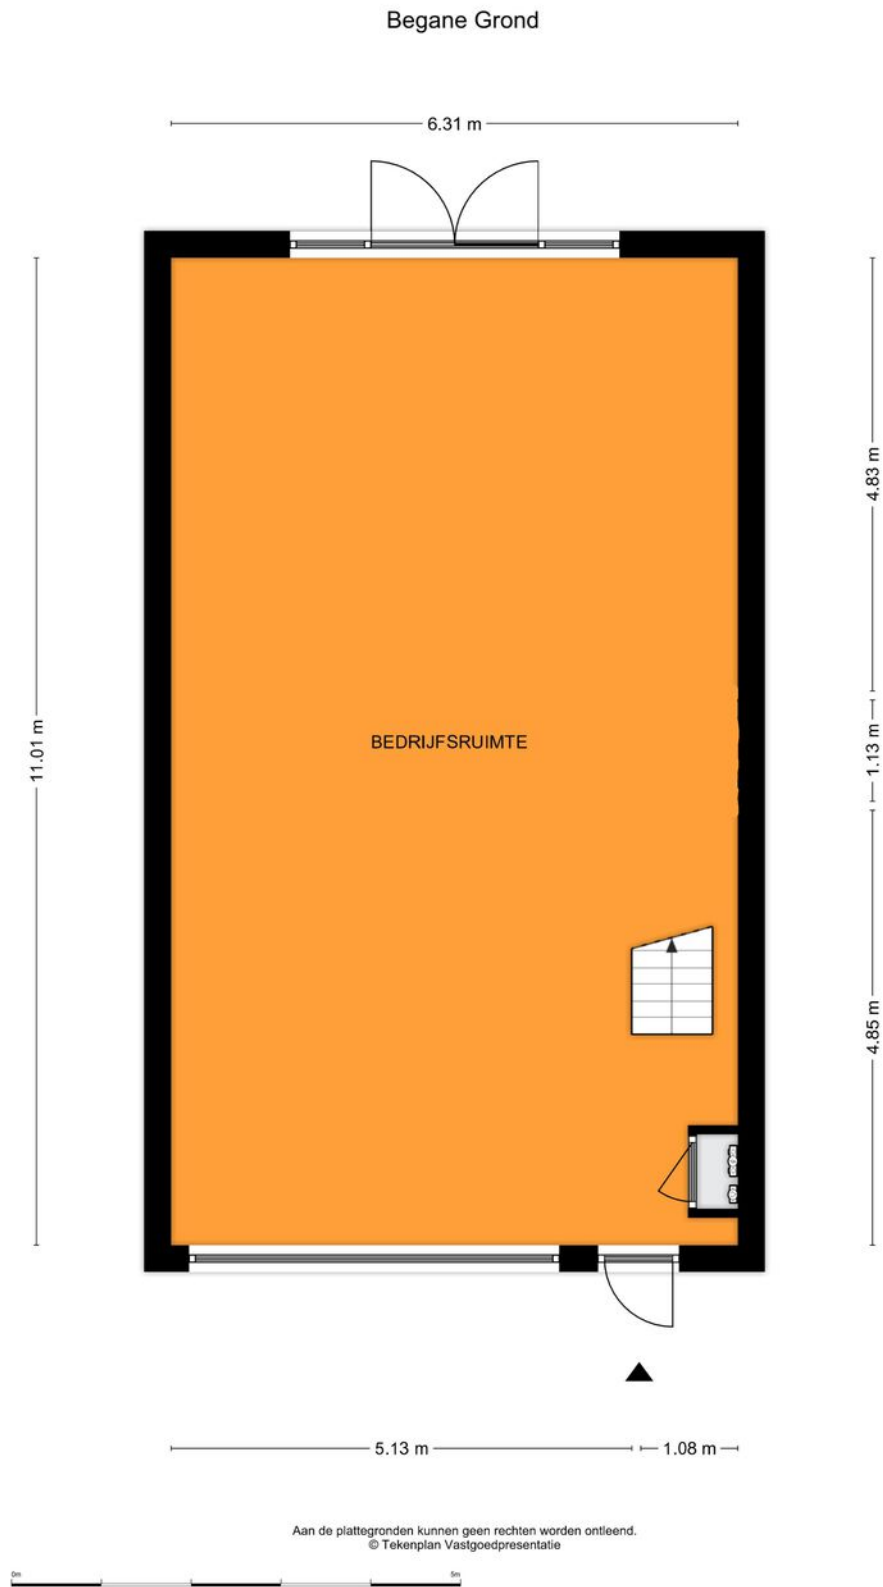 Begane Grond
6.31 m
4.83 m
11.01 m
BEDRIJFSRUIMTE
1.13 m
4.85 m
5.13 m
1.08 m
Aan de plattegronden kunnen geen rechten worden ontleend.
© Tekenplan Vastgoedpresentatie
0m
5m